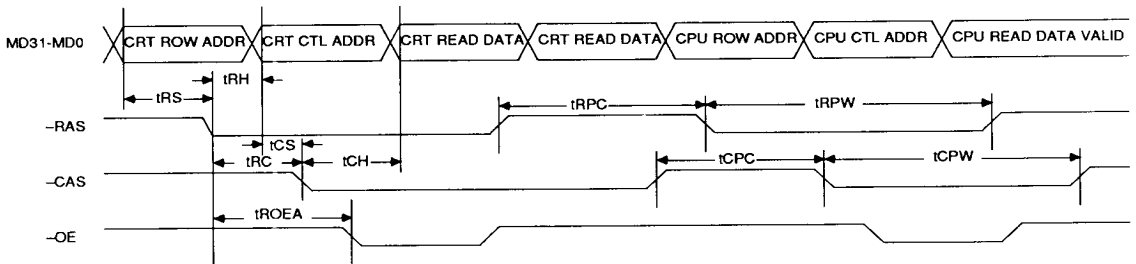 MD31-MD0 CRT ROW ADDR CRT CTL ADDR CRT READ DATA CRT READ DATA CPU ROW ADDR CPU CTL ADDR CPU READ DATA VALID
tRH
tRS tRPC tRPW
–RAS
tCS
tRC tCH tCPC tCPW
–CAS
tROEA
–OE